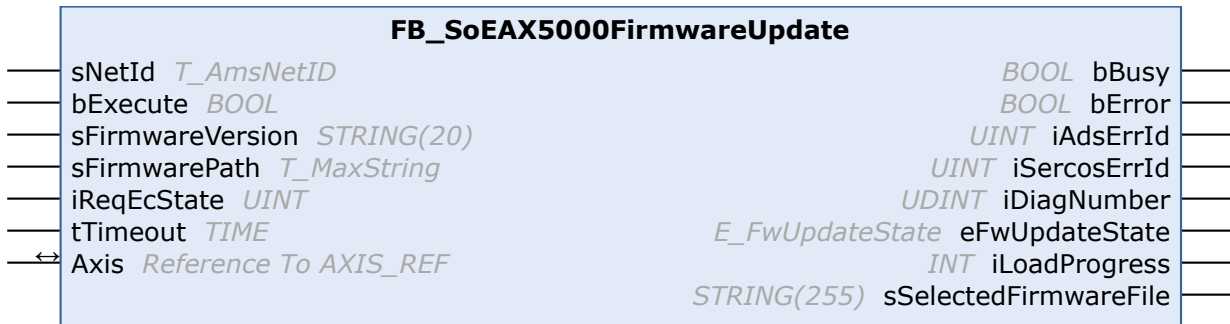 FB_SoEAX5000FirmwareUpdate
sNetId T_AmsNetID BOOL bBusy
bExecute BOOL BOOL bError
sFirmwareVersion STRING(20) UINT iAdsErrId
sFirmwarePath T_MaxString UINT iSercosErrId
iReqEcState UINT UDINT iDiagNumber
tTimeout TIME E_FwUpdateState eFwUpdateState
↔ Axis Reference To AXIS_REF INT iLoadProgress
STRING(255) sSelectedFirmwareFile